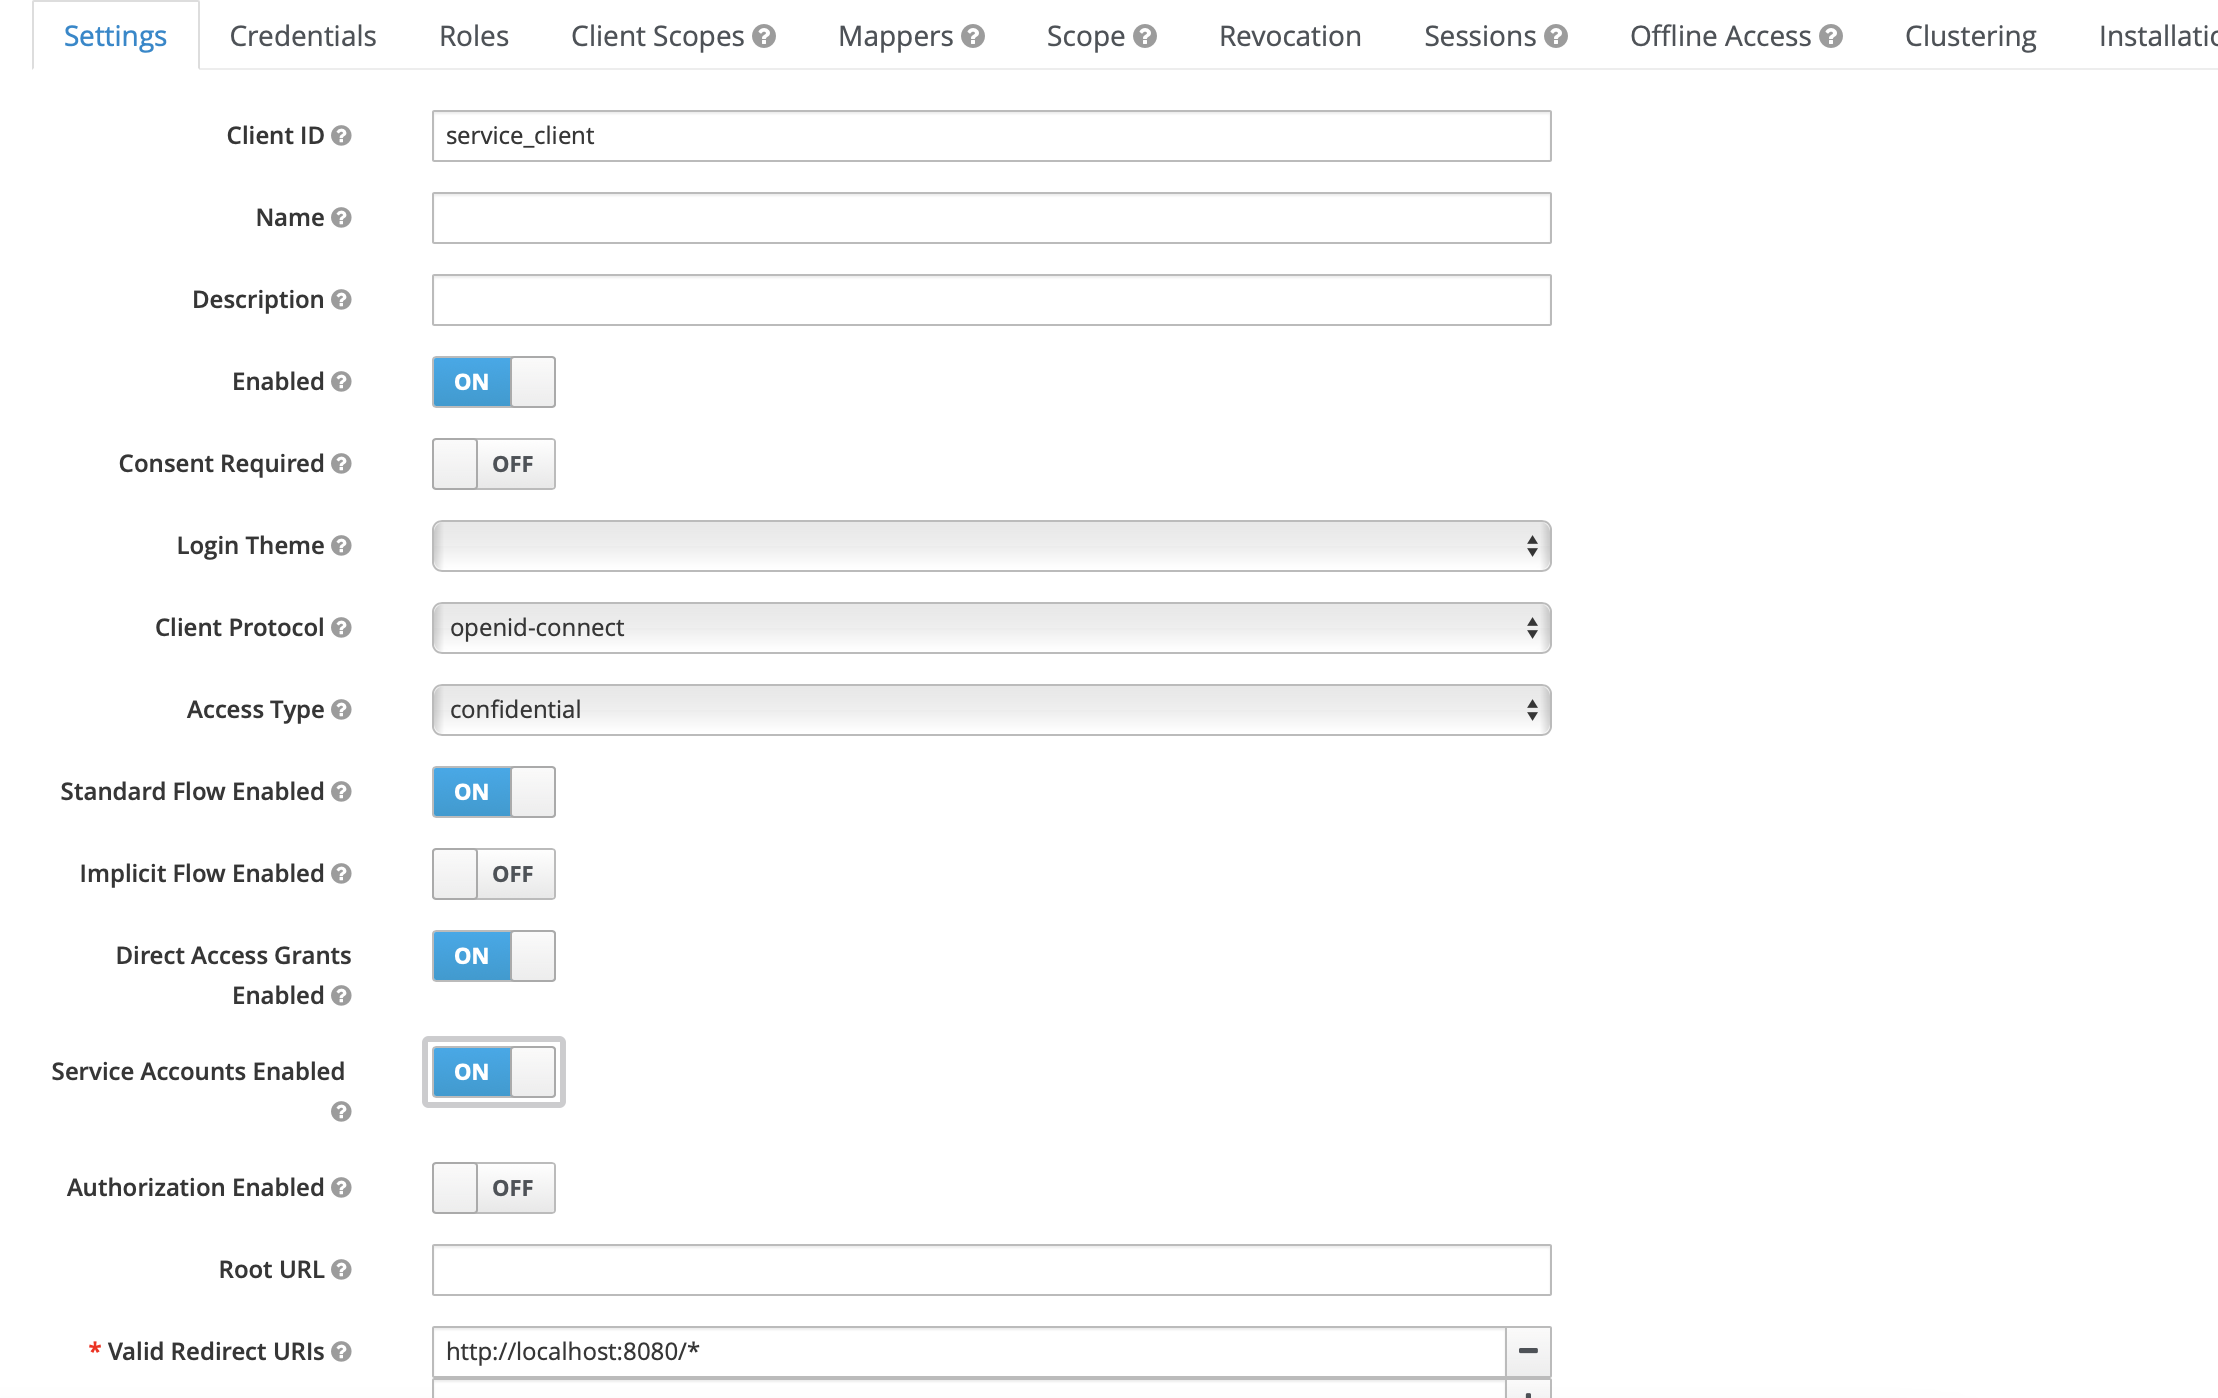 Settings Credentials Roles Client Scopes Mappers Scope Revocation Sessions Offline Access Clustering Installatio
Client ID service_client
Name
Description
Enabled ON
Consent Required OFF
Login Theme
Client Protocol openid-connect
Access Type confidential
Standard Flow Enabled ON
Implicit Flow Enabled OFF
Direct Access Grants ON
Enabled
Service Accounts Enabled ON
Authorization Enabled OFF
Root URL
* Valid Redirect URIs http://localhost:8080/*